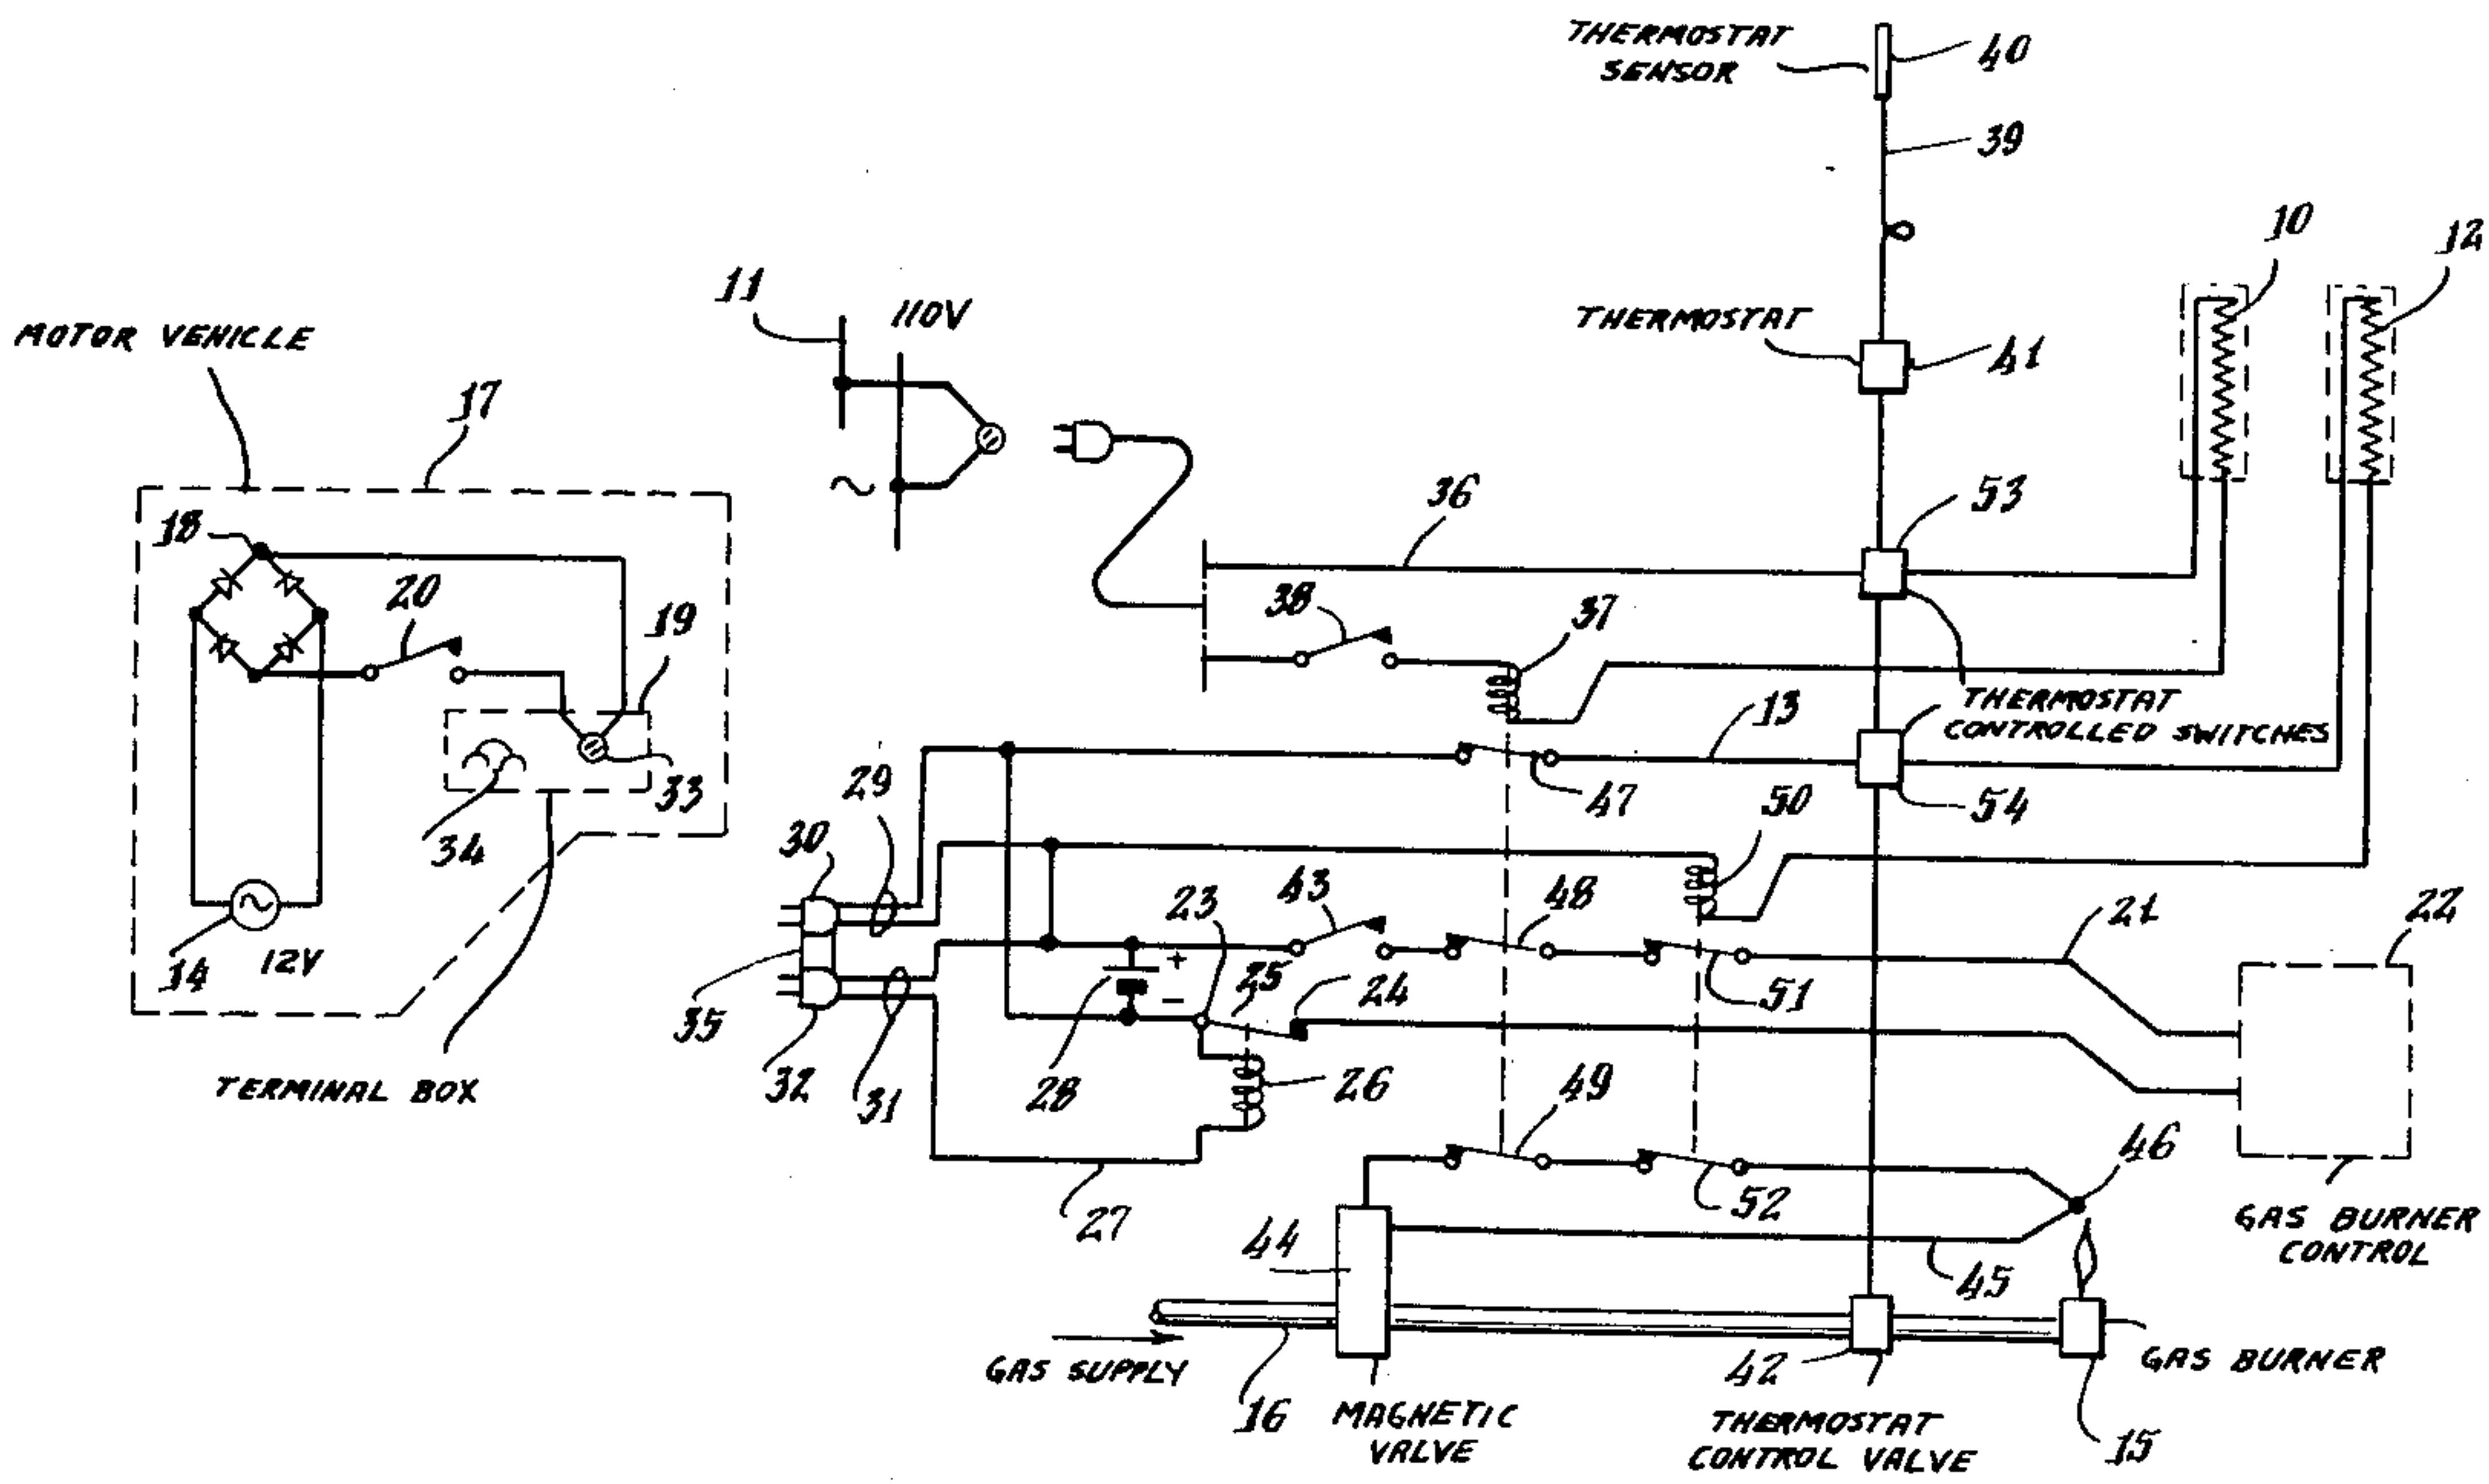 THERMOSTAT
SENSOR
40
39
10
12
11
110V
THERMOSTAT
41
MOTOR VEHICLE
17
18
20
19
36
53
38
37
THERMOSTAT
CONTROLLED SWITCHES
13
33
34
29
47
54
50
30
14
12V
23
43
48
21
22
+
−
25
24
51
35
32
31
28
26
TERMINAL BOX
49
46
27
52
44
45
GAS BURNER
CONTROL
GAS SUPPLY
16
MAGNETIC
VALVE
42
THERMOSTAT
CONTROL VALVE
GAS BURNER
15